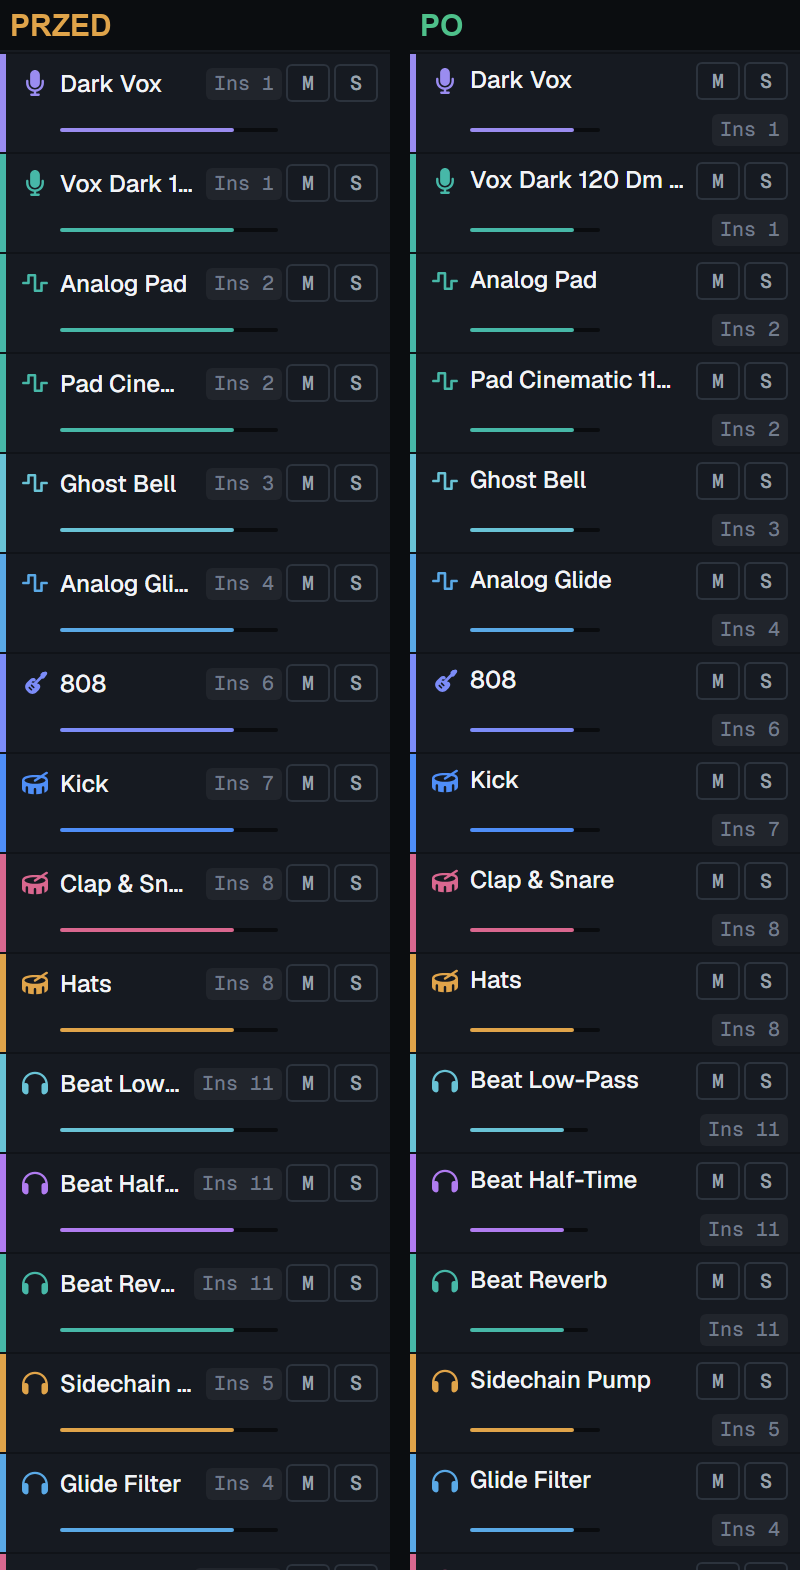 PRZED
Dark Vox Ins 1 M S
Vox Dark 1... Ins 1 M S
Analog Pad Ins 2 M S
Pad Cine... Ins 2 M S
Ghost Bell Ins 3 M S
Analog Gli... Ins 4 M S
808 Ins 6 M S
Kick Ins 7 M S
Clap & Sn... Ins 8 M S
Hats Ins 8 M S
Beat Low... Ins 11 M S
Beat Half... Ins 11 M S
Beat Rev... Ins 11 M S
Sidechain ... Ins 5 M S
Glide Filter Ins 4 M S
PO
Dark Vox M S
Ins 1
Vox Dark 120 Dm ... M S
Ins 1
Analog Pad M S
Ins 2
Pad Cinematic 11... M S
Ins 2
Ghost Bell M S
Ins 3
Analog Glide M S
Ins 4
808 M S
Ins 6
Kick M S
Ins 7
Clap & Snare M S
Ins 8
Hats M S
Ins 8
Beat Low-Pass M S
Ins 11
Beat Half-Time M S
Ins 11
Beat Reverb M S
Ins 11
Sidechain Pump M S
Ins 5
Glide Filter M S
Ins 4